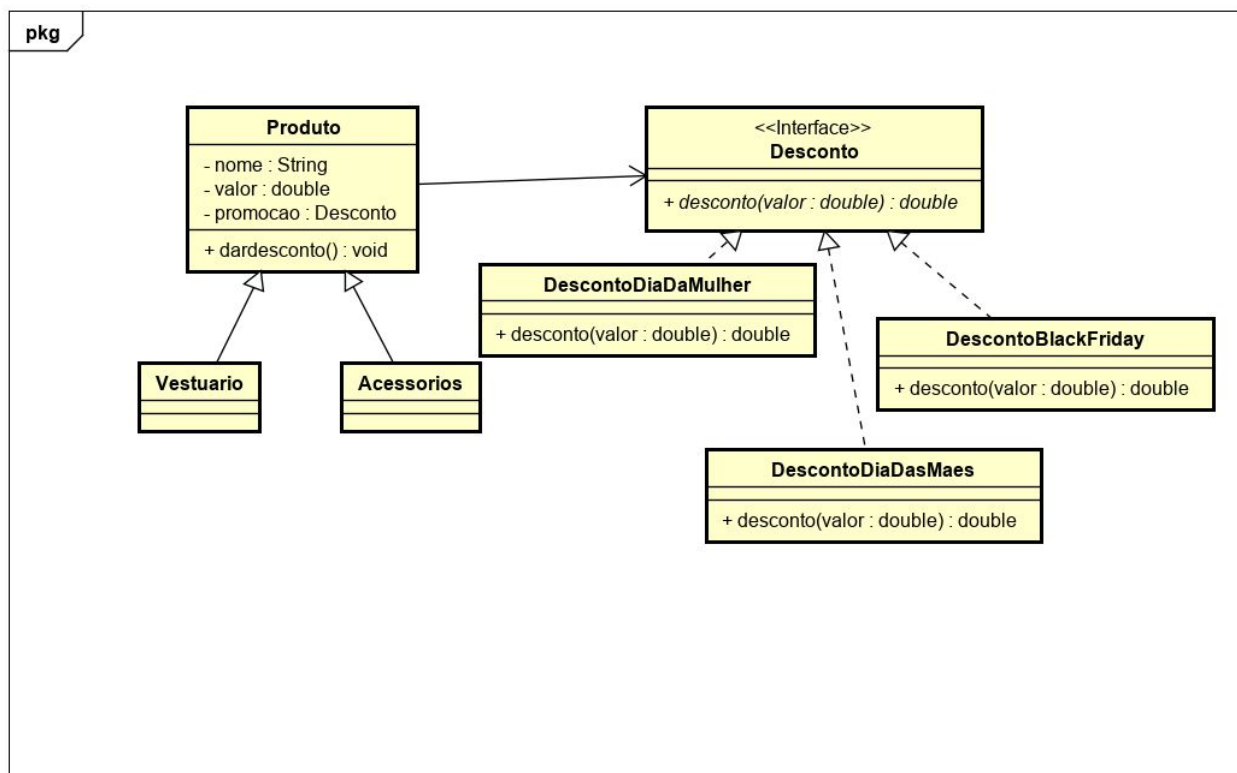 pkg
Produto
- nome : String
- valor : double
- promocao : Desconto
+ dardesconto() : void
<<Interface>>
Desconto
+ desconto(valor : double) : double
DescontoDiaDaMulher
+ desconto(valor : double) : double
DescontoBlackFriday
+ desconto(valor : double) : double
Vestuario
Acessorios
DescontoDiaDasMaes
+ desconto(valor : double) : double